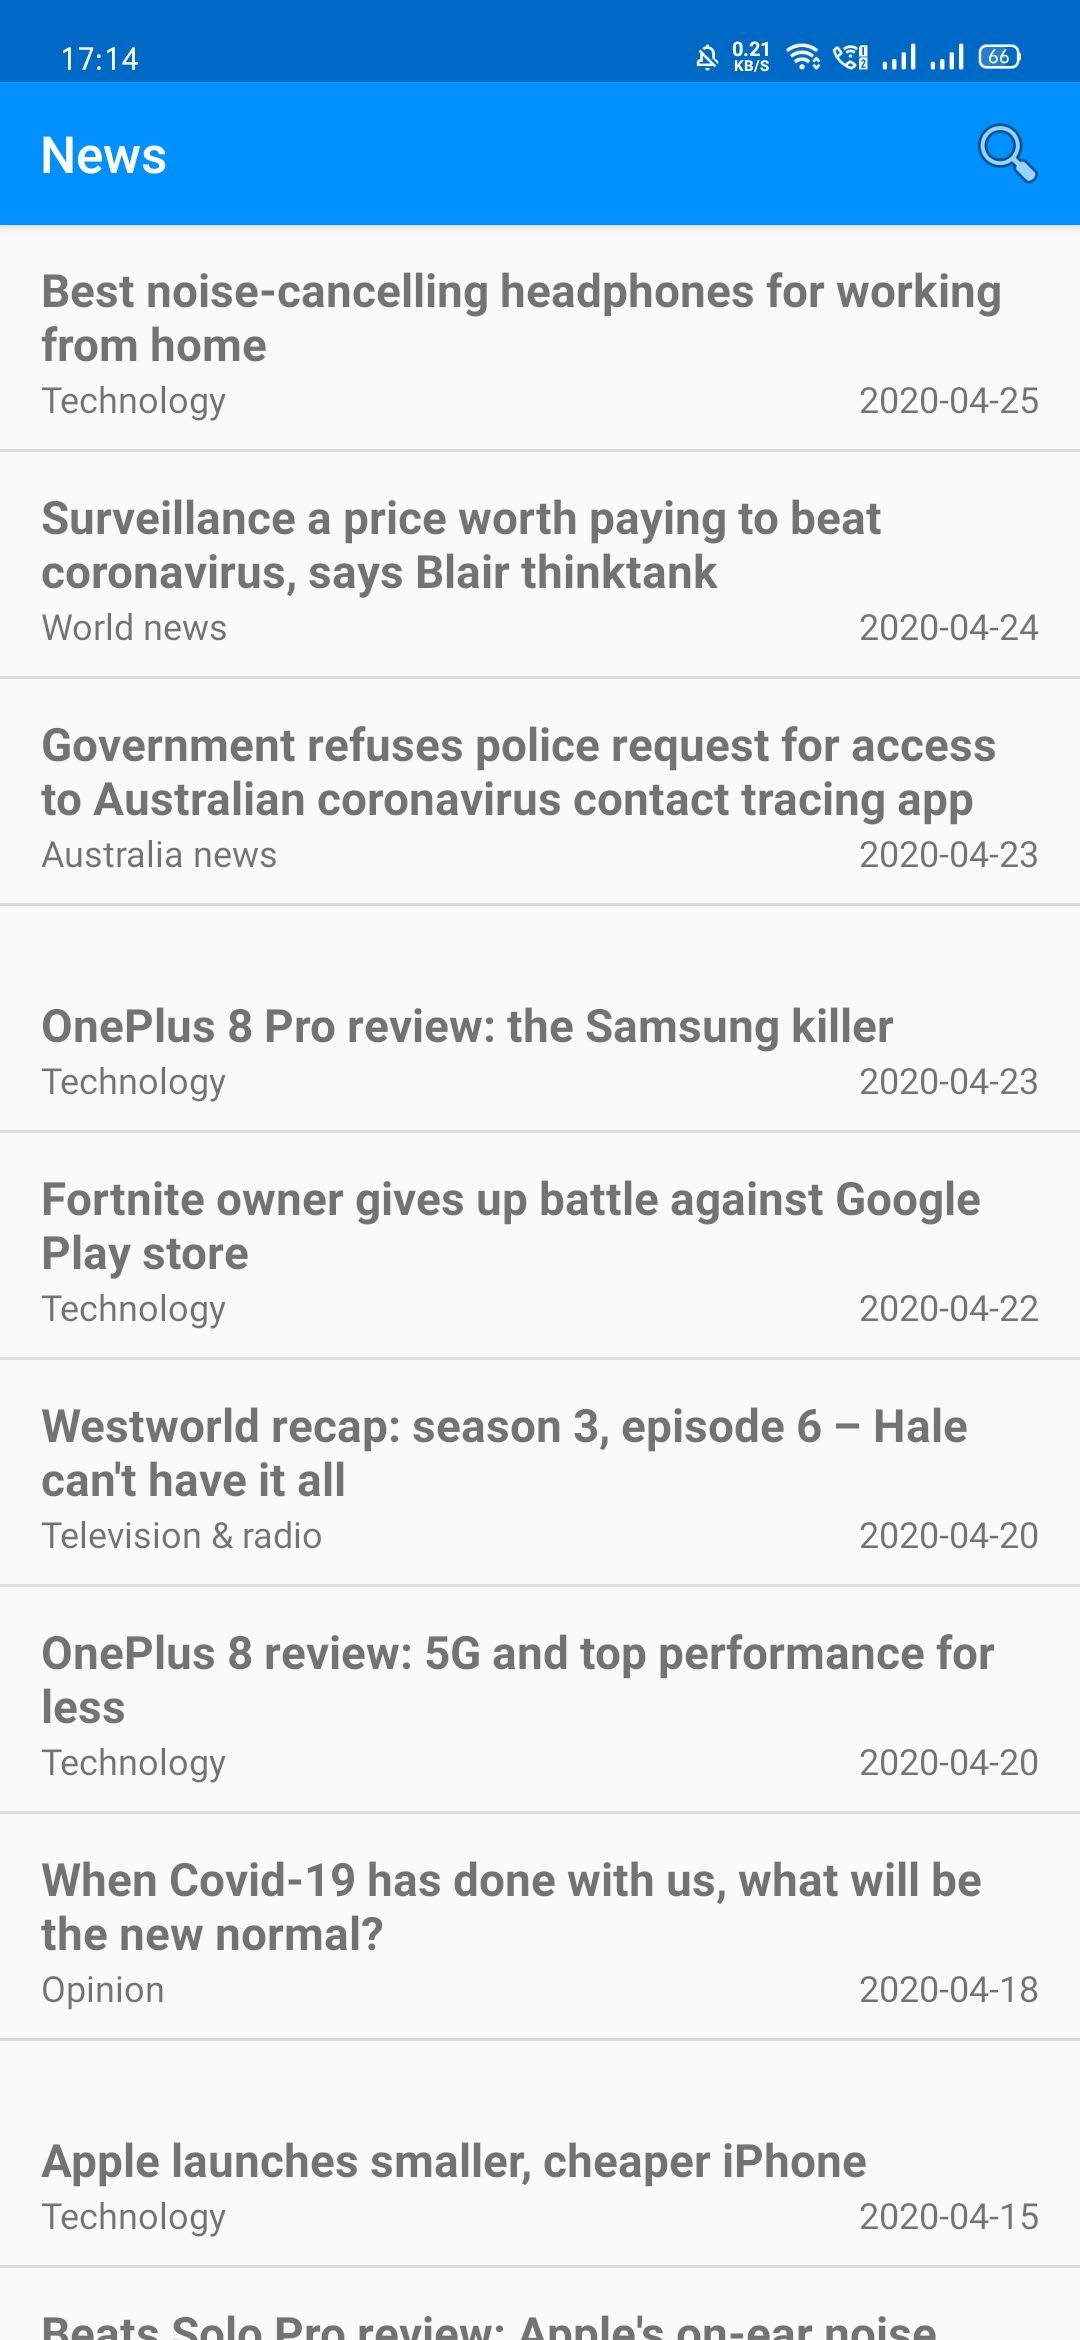 17:14
0.21
KB/S
66
News
Best noise-cancelling headphones for working
from home
Technology
2020-04-25
Surveillance a price worth paying to beat
coronavirus, says Blair thinktank
World news
2020-04-24
Government refuses police request for access
to Australian coronavirus contact tracing app
Australia news
2020-04-23
OnePlus 8 Pro review: the Samsung killer
Technology
2020-04-23
Fortnite owner gives up battle against Google
Play store
Technology
2020-04-22
Westworld recap: season 3, episode 6 – Hale
can't have it all
Television & radio
2020-04-20
OnePlus 8 review: 5G and top performance for
less
Technology
2020-04-20
When Covid-19 has done with us, what will be
the new normal?
Opinion
2020-04-18
Apple launches smaller, cheaper iPhone
Technology
2020-04-15
Beats Solo Pro review: Apple's on-ear noise